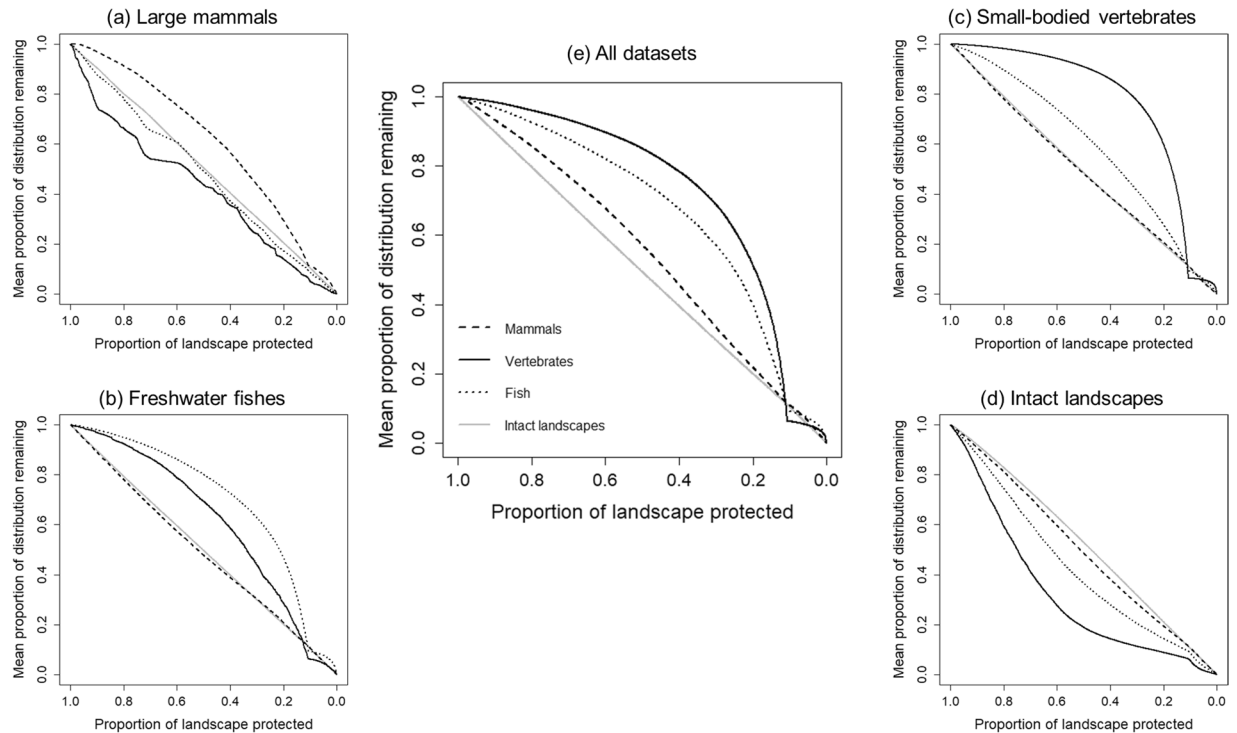 (a) Large mammals
Mean proportion of distribution remaining
1.0
0.8
0.6
0.4
0.2
0.0
1.0 0.8 0.6 0.4 0.2 0.0
Proportion of landscape protected
(b) Freshwater fishes
Mean proportion of distribution remaining
1.0
0.8
0.6
0.4
0.2
0.0
1.0 0.8 0.6 0.4 0.2 0.0
Proportion of landscape protected
(e) All datasets
Mean proportion of distribution remaining
1.0
0.8
0.6
0.4
0.2
0.0
Mammals
Vertebrates
Fish
Intact landscapes
1.0 0.8 0.6 0.4 0.2 0.0
Proportion of landscape protected
(c) Small-bodied vertebrates
Mean proportion of distribution remaining
1.0
0.8
0.6
0.4
0.2
0.0
1.0 0.8 0.6 0.4 0.2 0.0
Proportion of landscape protected
(d) Intact landscapes
Mean proportion of distribution remaining
1.0
0.8
0.6
0.4
0.2
0.0
1.0 0.8 0.6 0.4 0.2 0.0
Proportion of landscape protected